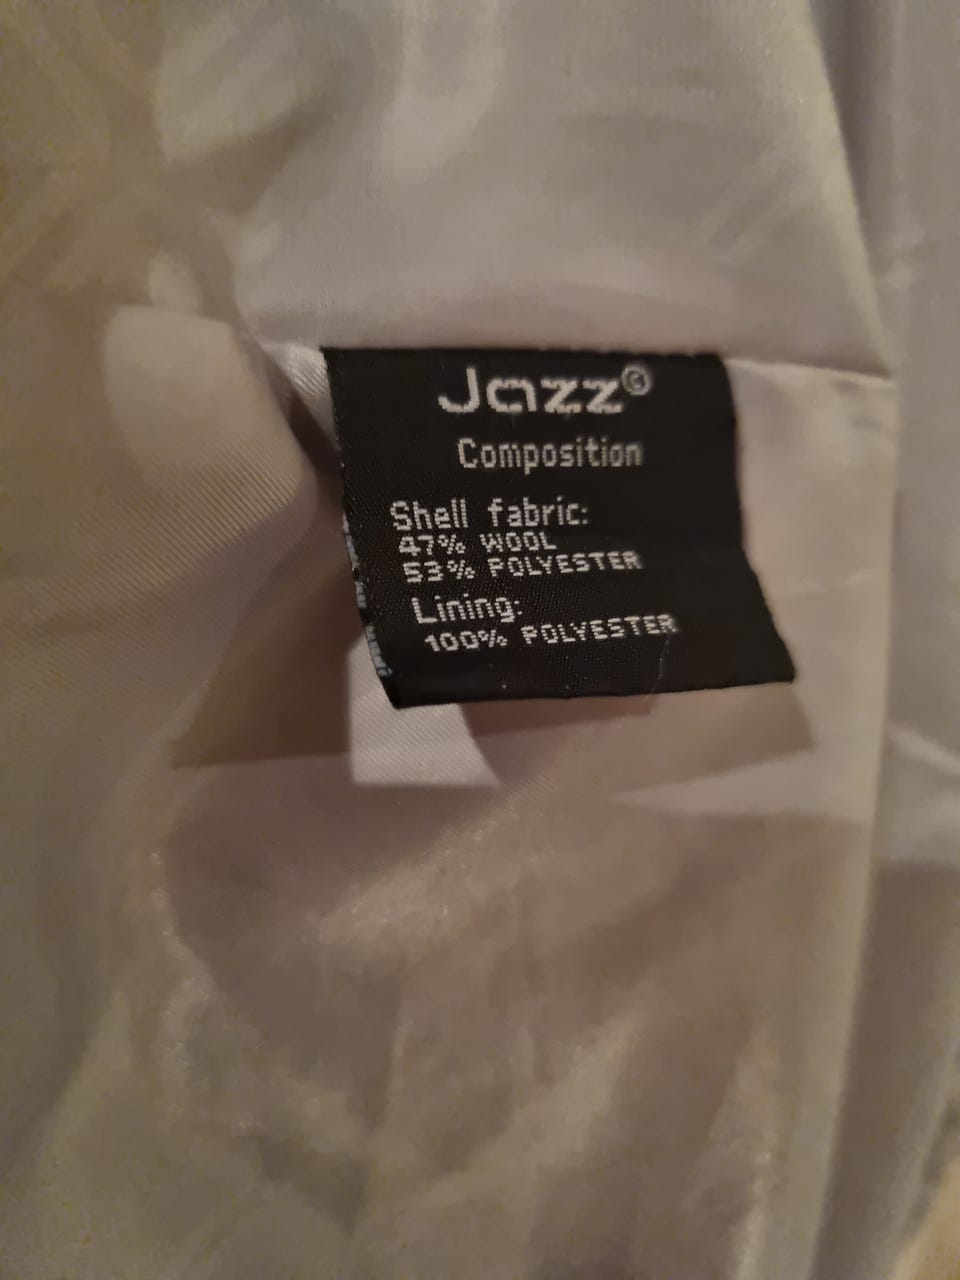 Jazz©
Composition
Shell fabric:
47% WOOL
53% POLYESTER
Lining:
100% POLYESTER